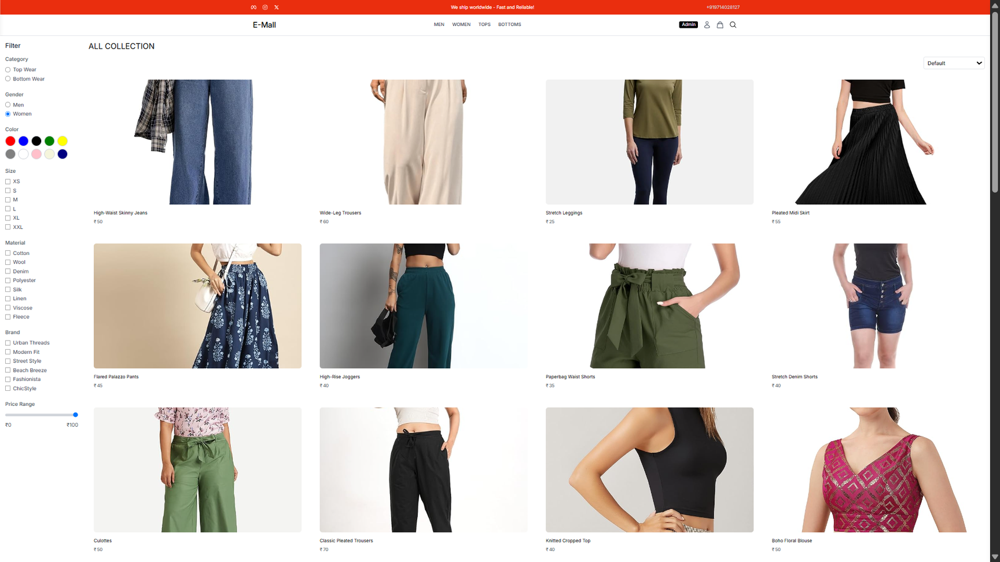 We ship worldwide - Fast and Reliable!
+919714028127
E-Mall
MEN WOMEN TOPS BOTTOMS
Admin
Filter
Category
Top Wear
Bottom Wear
Gender
Men
Women
Color
Size
XS
S
M
L
XL
XXL
Material
Cotton
Wool
Denim
Polyester
Silk
Linen
Viscose
Fleece
Brand
Urban Threads
Modern Fit
Street Style
Beach Breeze
Fashionista
ChicStyle
Price Range
₹0 ₹100
ALL COLLECTION
Default
High-Waist Skinny Jeans
₹ 50
Wide-Leg Trousers
₹ 60
Stretch Leggings
₹ 25
Pleated Midi Skirt
₹ 55
Flared Palazzo Pants
₹ 45
High-Rise Joggers
₹ 40
Paperbag Waist Shorts
₹ 35
Stretch Denim Shorts
₹ 40
Culottes
₹ 50
Classic Pleated Trousers
₹ 70
Knitted Cropped Top
₹ 40
Boho Floral Blouse
₹ 50